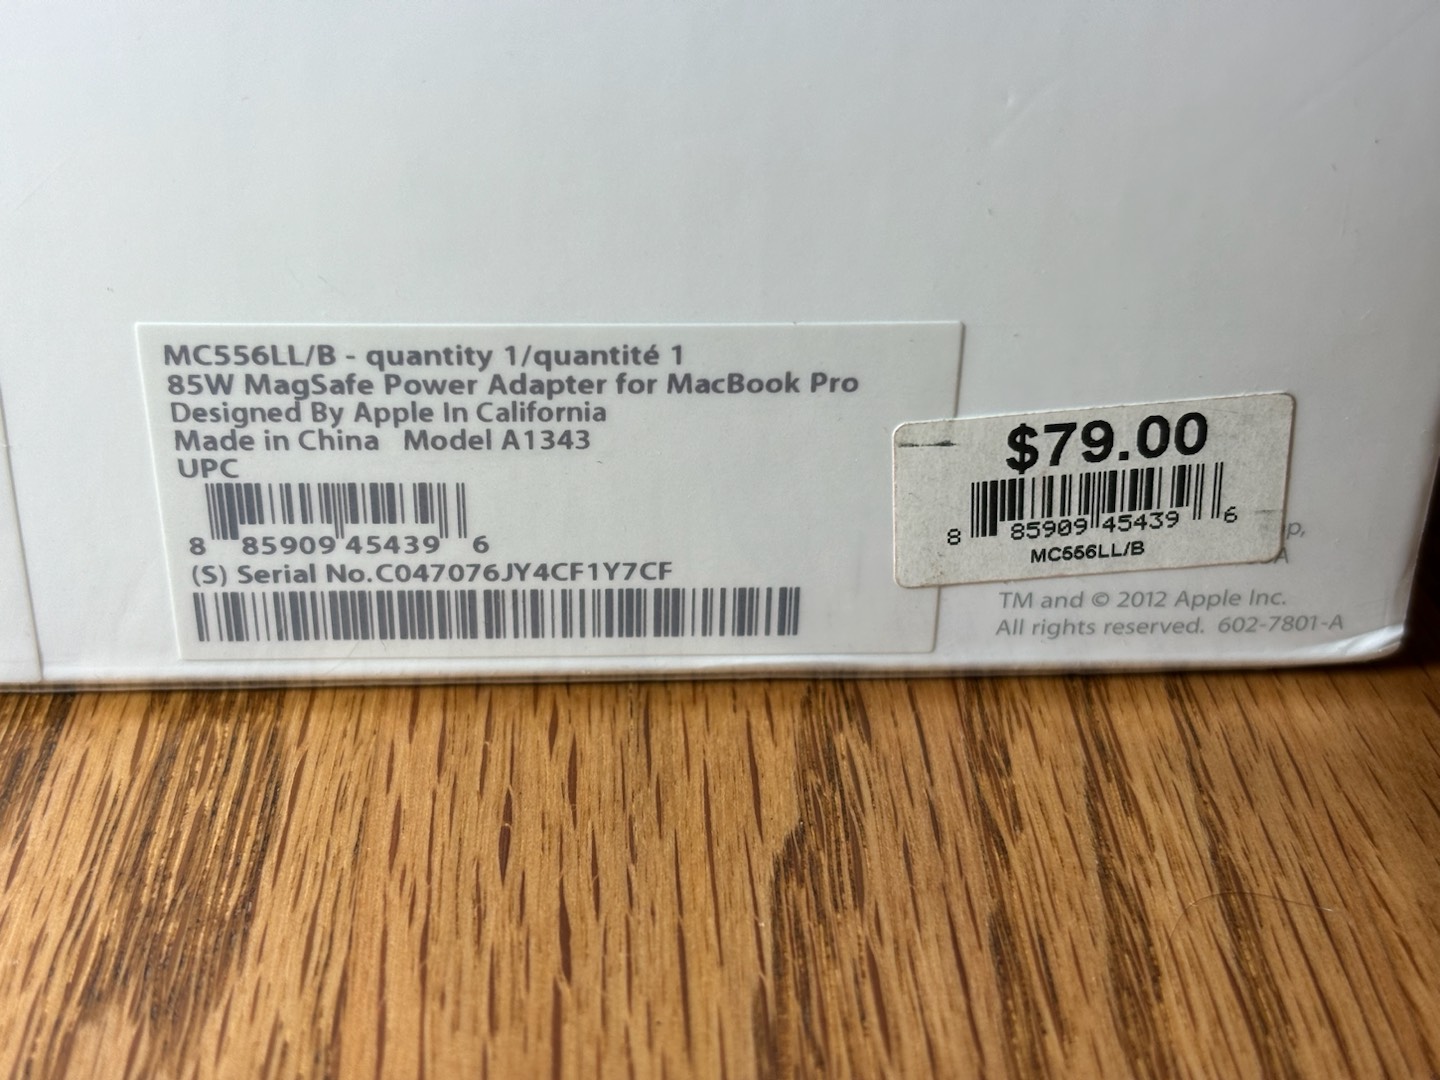 MC556LL/B - quantity 1/quantité 1
85W MagSafe Power Adapter for MacBook Pro
Designed By Apple In California
Made in China Model A1343
UPC
8 85909 45439 6
(S) Serial No.C047076JY4CF1Y7CF
$79.00
8 85909 45439 6
MC556LL/B
TM and © 2012 Apple Inc.
All rights reserved. 602-7801-A